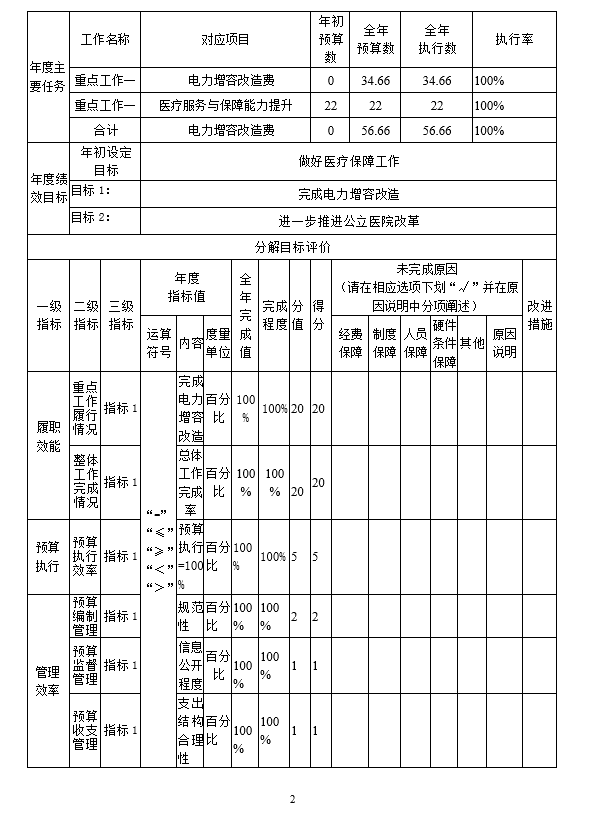 年度主要任务 工作名称 对应项目 年初预算数 全年预算数 全年执行数 执行率
重点工作一 电力增容改造费 0 34.66 34.66 100%
重点工作一 医疗服务与保障能力提升 22 22 22 100%
合计 电力增容改造费 0 56.66 56.66 100%
年度绩效目标 年初设定目标 做好医疗保障工作
目标1： 完成电力增容改造
目标2： 进一步推进公立医院改革
分解目标评价
一级指标 二级指标 三级指标 年度指标值 全年完成值 完成程度 分值 得分 未完成原因（请在相应选项下划“√”并在原因说明中分项阐述） 改进措施
运算符号 内容 度量单位 经费保障 制度保障 人员保障 硬件条件保障 其他 原因说明
履职效能 重点工作履行情况 指标1 “=” “≤” “≥” “＜” “＞” 完成电力增容改造 百分比 100% 100% 20 20
整体工作完成情况 指标1 总体工作完成率 百分比 100% 100% 20 20
预算执行 预算执行效率 指标1 预算执行=100% 百分比 100% 100% 5 5
管理效率 预算编制管理 指标1 规范性 百分比 100% 100% 2 2
预算监督管理 指标1 信息公开程度 百分比 100% 100% 1 1
预算收支管理 指标1 支出结构合理性 百分比 100% 100% 1 1
2